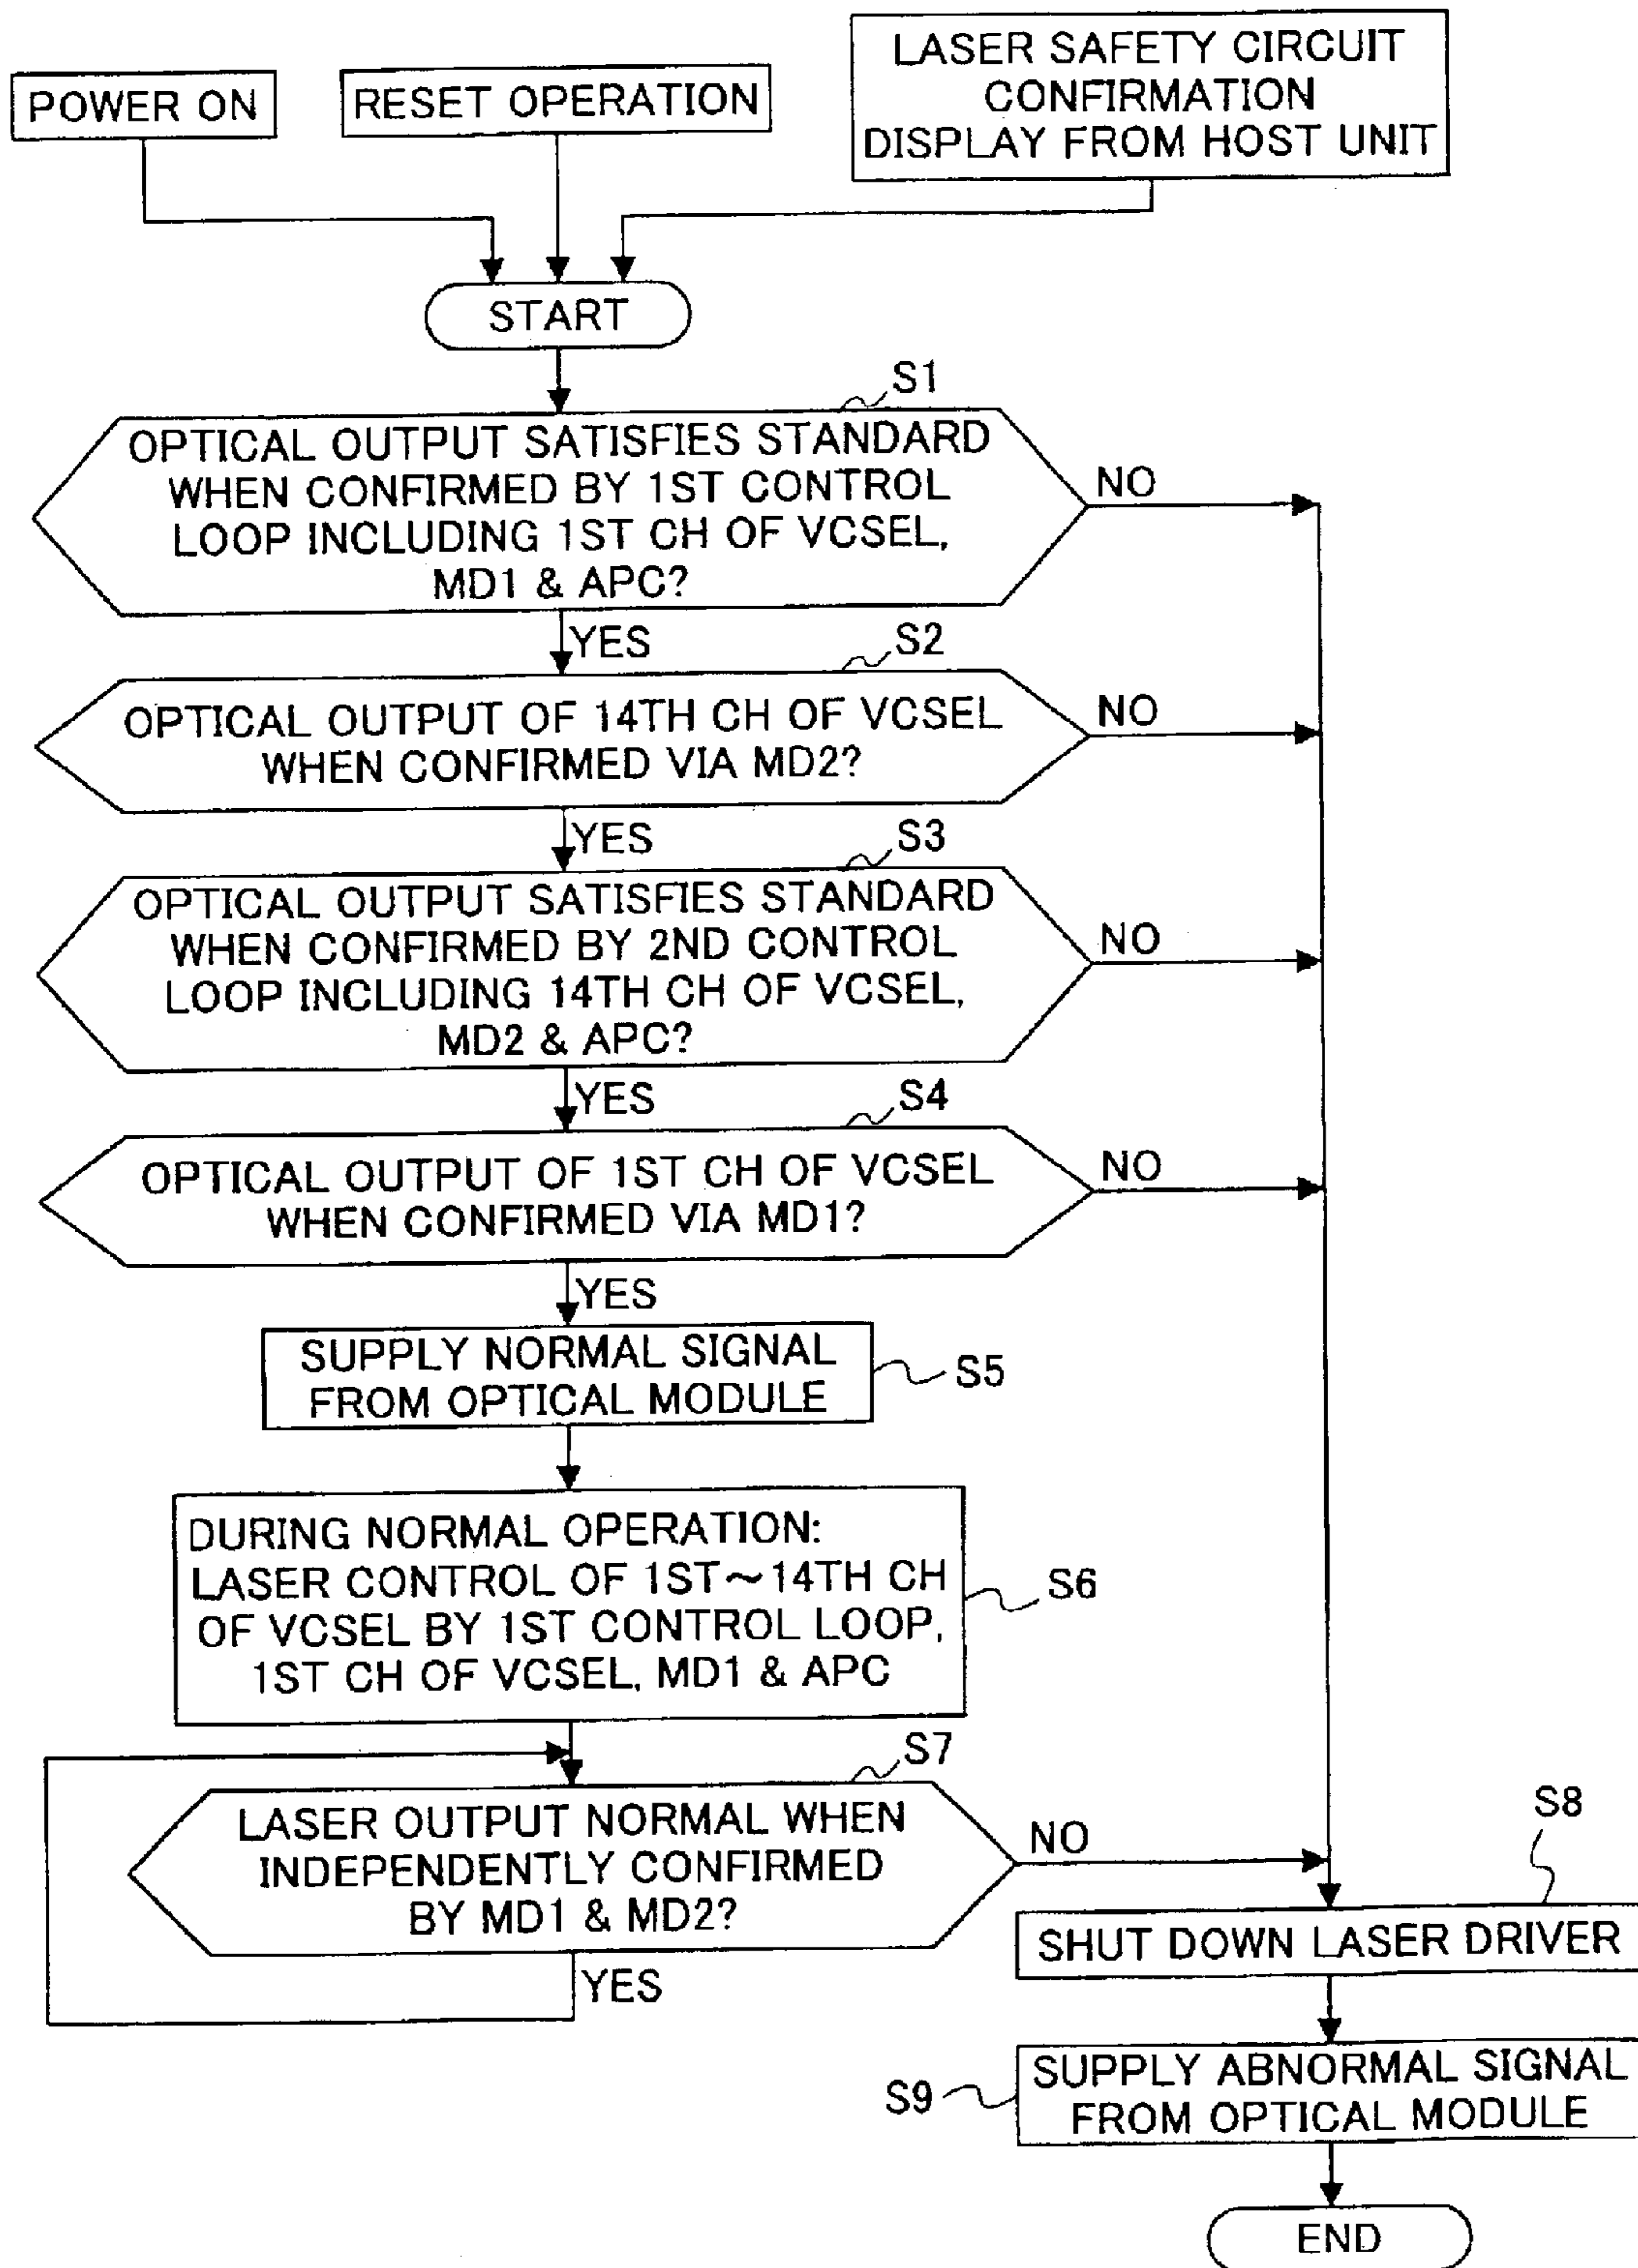 POWER ON
RESET OPERATION
LASER SAFETY CIRCUIT
CONFIRMATION
DISPLAY FROM HOST UNIT
START
S1
OPTICAL OUTPUT SATISFIES STANDARD
WHEN CONFIRMED BY 1ST CONTROL
LOOP INCLUDING 1ST CH OF VCSEL,
MD1 & APC?
NO
YES
S2
OPTICAL OUTPUT OF 14TH CH OF VCSEL
WHEN CONFIRMED VIA MD2?
NO
YES
S3
OPTICAL OUTPUT SATISFIES STANDARD
WHEN CONFIRMED BY 2ND CONTROL
LOOP INCLUDING 14TH CH OF VCSEL,
MD2 & APC?
NO
YES
S4
OPTICAL OUTPUT OF 1ST CH OF VCSEL
WHEN CONFIRMED VIA MD1?
NO
YES
SUPPLY NORMAL SIGNAL
FROM OPTICAL MODULE
S5
DURING NORMAL OPERATION:
LASER CONTROL OF 1ST~14TH CH
OF VCSEL BY 1ST CONTROL LOOP,
1ST CH OF VCSEL, MD1 & APC
S6
S7
LASER OUTPUT NORMAL WHEN
INDEPENDENTLY CONFIRMED
BY MD1 & MD2?
NO
YES
S8
SHUT DOWN LASER DRIVER
S9
SUPPLY ABNORMAL SIGNAL
FROM OPTICAL MODULE
END